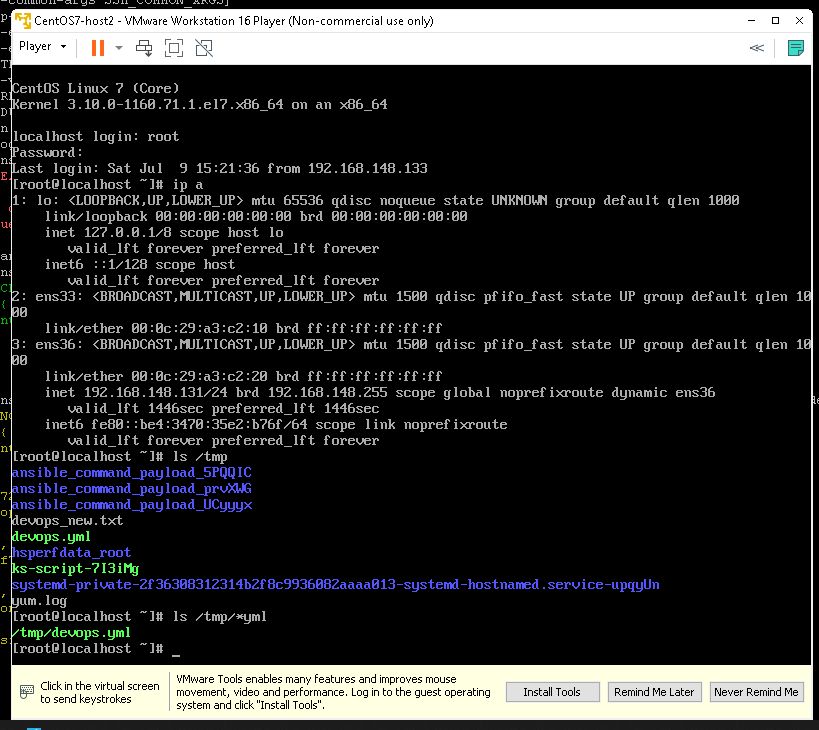 CentOS7-host2 - VMware Workstation 16 Player (Non-commercial use only)
Player
CentOS Linux 7 (Core)
Kernel 3.10.0-1160.71.1.el7.x86_64 on an x86_64
localhost login: root
Password:
Last login: Sat Jul  9 15:21:36 from 192.168.148.133
[root@localhost ~]# ip a
1: lo: <LOOPBACK,UP,LOWER_UP> mtu 65536 qdisc noqueue state UNKNOWN group default qlen 1000
    link/loopback 00:00:00:00:00:00 brd 00:00:00:00:00:00
    inet 127.0.0.1/8 scope host lo
       valid_lft forever preferred_lft forever
    inet6 ::1/128 scope host
       valid_lft forever preferred_lft forever
2: ens33: <BROADCAST,MULTICAST,UP,LOWER_UP> mtu 1500 qdisc pfifo_fast state UP group default qlen 10
00
    link/ether 00:0c:29:a3:c2:10 brd ff:ff:ff:ff:ff:ff
3: ens36: <BROADCAST,MULTICAST,UP,LOWER_UP> mtu 1500 qdisc pfifo_fast state UP group default qlen 10
00
    link/ether 00:0c:29:a3:c2:20 brd ff:ff:ff:ff:ff:ff
    inet 192.168.148.131/24 brd 192.168.148.255 scope global noprefixroute dynamic ens36
       valid_lft 1446sec preferred_lft 1446sec
    inet6 fe80::be4:3470:35e2:b76f/64 scope link noprefixroute
       valid_lft forever preferred_lft forever
[root@localhost ~]# ls /tmp
ansible_command_payload_5PQQIC
ansible_command_payload_prvXWG
ansible_command_payload_UCyyyx
devops_new.txt
devops.yml
hsperfdata_root
ks-script-7I3iMg
systemd-private-2f36308312314b2f8c9936082aaaa013-systemd-hostnamed.service-upqyUn
yum.log
[root@localhost ~]# ls /tmp/*yml
/tmp/devops.yml
[root@localhost ~]# _
Click in the virtual screen
to send keystrokes
VMware Tools enables many features and improves mouse
movement, video and performance. Log in to the guest operating
system and click "Install Tools".
Install Tools
Remind Me Later
Never Remind Me